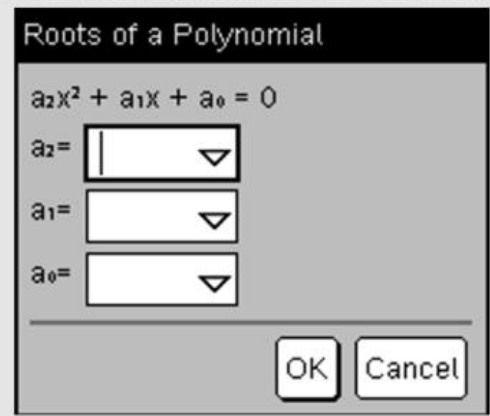 Roots of a Polynomial
a₂x² + a₁x + a₀ = 0
a₂=
a₁=
a₀=
OK Cancel